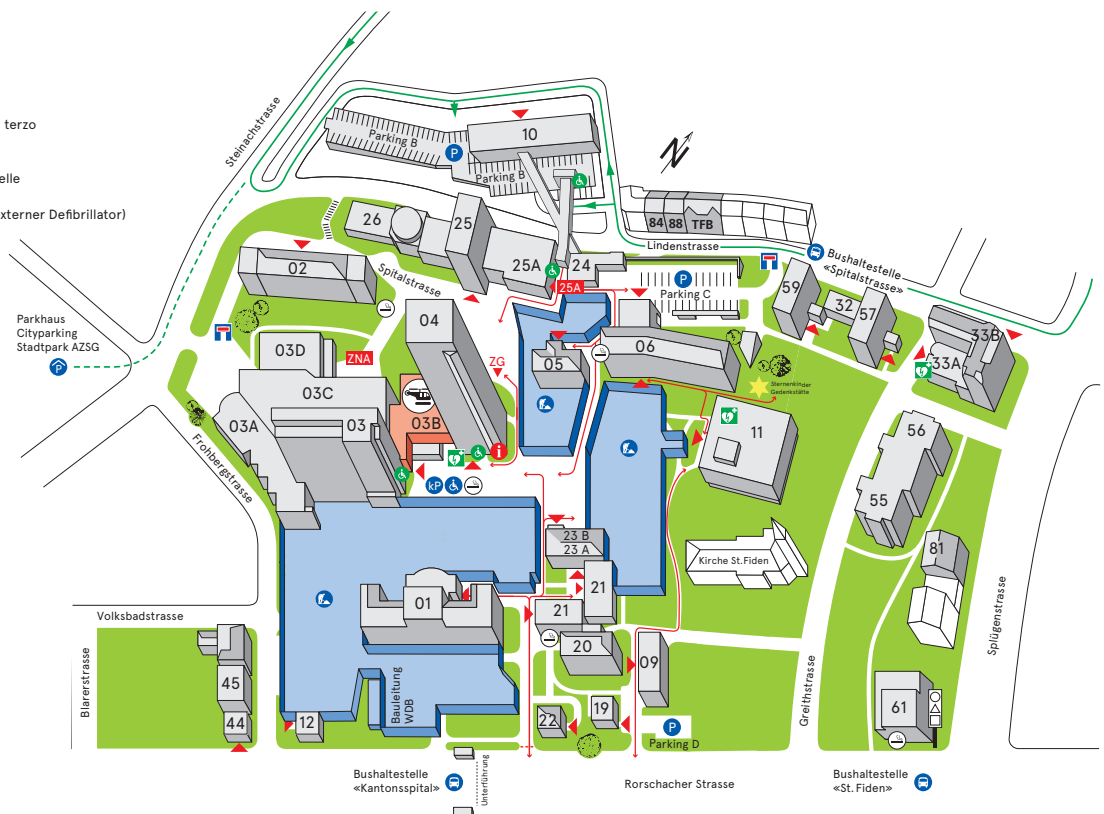 terzo
elle
xterner Defibrillator)
Steinachstrasse
Parking B
P
10
Parking B
N
84 88 TFB
Lindenstrasse
Bushaltestelle
«Spitalstrasse»
26
25
25A
24
25A
P
Parking C
02
Spitalstrasse
59
32
57
33B
33A
Parkhaus
Cityparking
Stadtpark AZSG
P
04
03D
ZNA
ZG
05
06
Sternenkinder
Gedenkstätte
03C
03B
03A
03
i
kP
11
56
55
Frohbergstrasse
23 B
23 A
Kirche St.Fiden
81
21
21
01
20
09
Volksbadstrasse
Blarerstrasse
45
44
12
Bauleitung
WDB
22
19
P
Parking D
61
Greithstrasse
Splügenstrasse
Unterführung
Bushaltestelle
«Kantonsspital»
Rorschacher Strasse
Bushaltestelle
«St. Fiden»